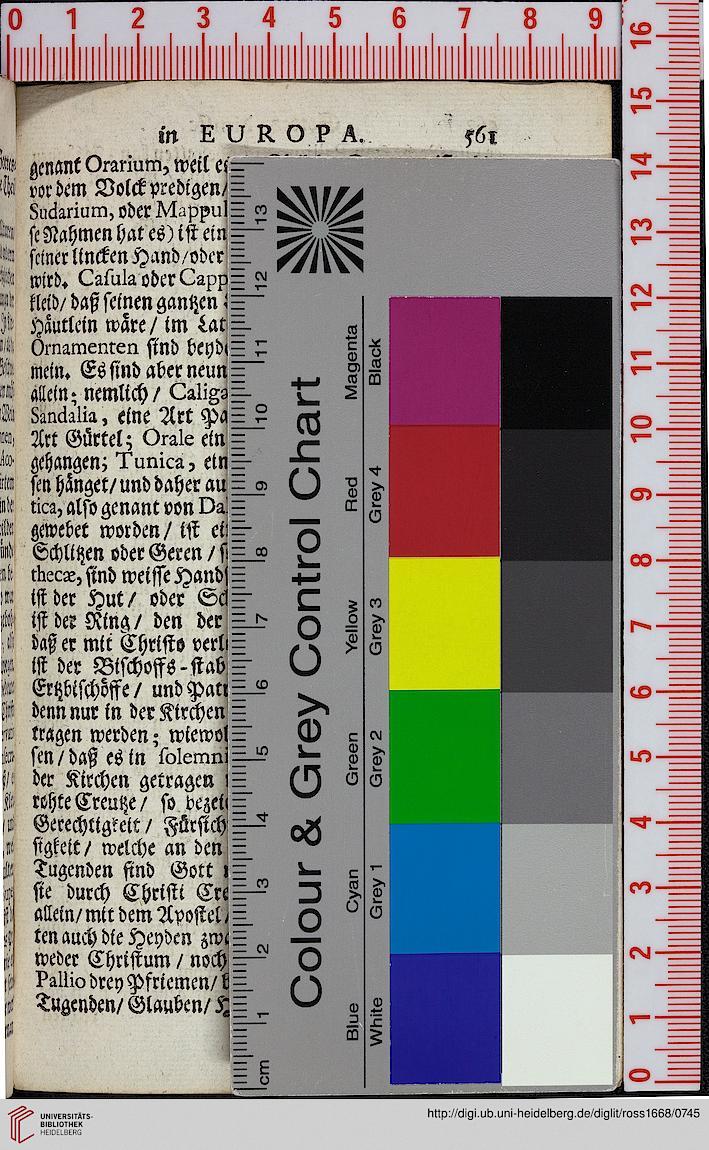 in EUROPA. 561
genant Orarium, weil ei
vor dem Volck predigen/
Sudarium, oder Mappul
se Nahmen hat es) ist ein
seiner lincken Hand/oder
wird. Casula oder Capp
kleid/ daß seinen gantzen
Häutlein wäre/ im Lat
Ornamenten sind beyde
mein. Es sind aber neun
allein; nemlich/ Caliga
Sandalia, eine Art Pa
Art Gürtel; Orale ein
gehangen; Tunica, ein
sen hänget/ und daher au
tica, also genant von Da
gewebet worden/ ist ei
Schlitzen oder Geren/ s
thecæ, sind weisse Hands
ist der Hut/ oder Sc
ist der Ring/ den der
daß er mit Christo verl
ist der Bischoffs-stab
Ertzbischöffe/ und Patr
denn nur in der Kirchen
tragen werden; wiewol
sen/ daß es in solemni
der Kirchen getragen
rohte Creutze/ so bezei
Gerechtigkeit/ Fürsich
tigkeit/ welche an den
Tugenden sind Gott
sie durch Christi Cre
allein/ mit dem Apostel
ten auch die Heyden zwa
weder Christum/ noch
Pallio drey Pfriemen/ b
Tugenden/ Glauben/ H
Colour & Grey Control Chart
Magenta
Black
Red
Grey 4
Yellow
Grey 3
Green
Grey 2
Cyan
Grey 1
Blue
White
13
12
11
10
9
8
7
6
5
4
3
2
1
cm
0 1 2 3 4 5 6 7 8 9
16
15
14
13
12
11
10
9
8
7
6
5
4
3
2
1
0
UNIVERSITÄTS-
BIBLIOTHEK
HEIDELBERG
http://digi.ub.uni-heidelberg.de/diglit/ross1668/0745